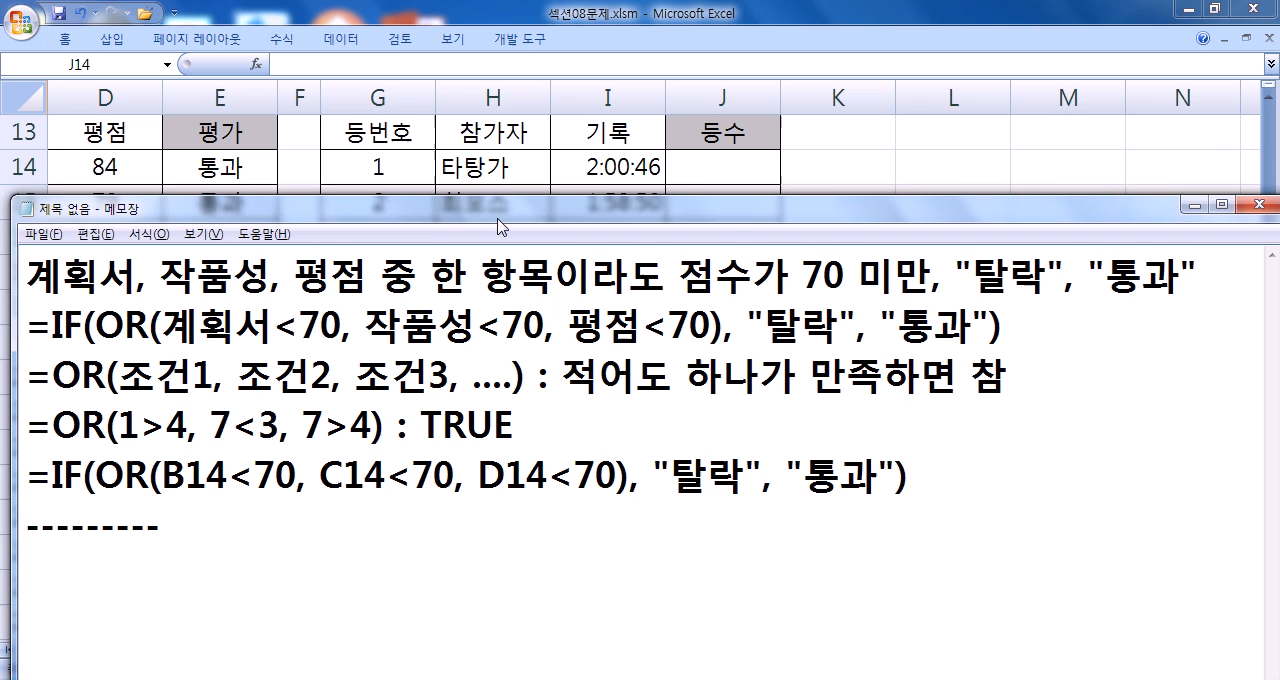 섹션08문제.xlsm - Microsoft Excel
홈 삽입 페이지 레이아웃 수식 데이터 검토 보기 개발 도구
J14 fx
D E F G H I J K L M N
13 평점 평가 등번호 참가자 기록 등수
14 84 통과 1 타탕가 2:00:46
통과 2 1:58:50
제목 없음 - 메모장
파일(F) 편집(E) 서식(O) 보기(V) 도움말(H)
계획서, 작품성, 평점 중 한 항목이라도 점수가 70 미만, "탈락", "통과"
=IF(OR(계획서<70, 작품성<70, 평점<70), "탈락", "통과")
=OR(조건1, 조건2, 조건3, ....) : 적어도 하나가 만족하면 참
=OR(1>4, 7<3, 7>4) : TRUE
=IF(OR(B14<70, C14<70, D14<70), "탈락", "통과")
---------